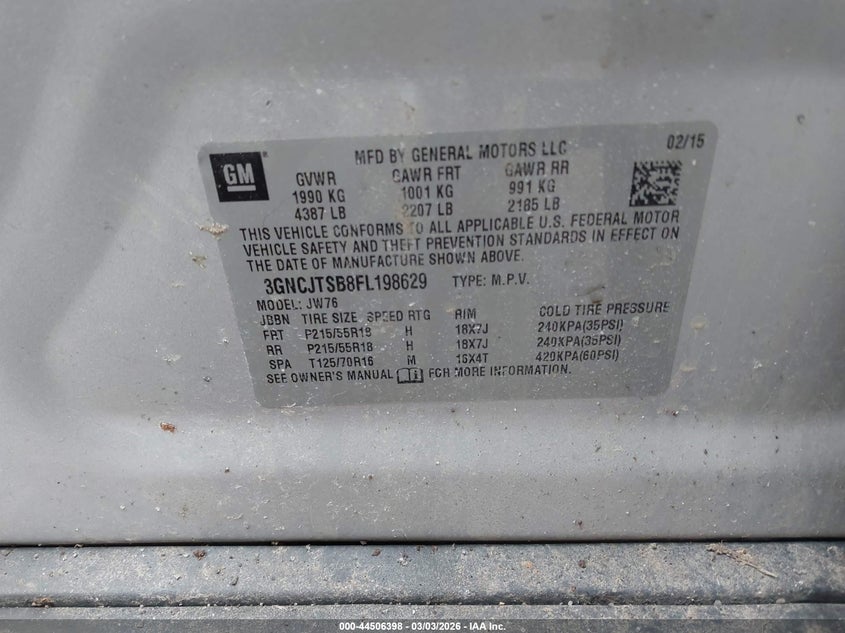 GM
MFD BY GENERAL MOTORS LLC
02/15
GVWR GAWR FRT GAWR RR
1990 KG 1001 KG 991 KG
4387 LB 2207 LB 2185 LB
THIS VEHICLE CONFORMS TO ALL APPLICABLE U.S. FEDERAL MOTOR
VEHICLE SAFETY AND THEFT PREVENTION STANDARDS IN EFFECT ON
THE DATE OF MANUFACTURE SHOWN ABOVE.
3GNCJTSB8FL198629 TYPE: M.P.V.
MODEL: JW76
JBBN TIRE SIZE SPEED RTG RIM COLD TIRE PRESSURE
FRT P215/55R18 H 18X7J 240KPA(35PSI)
RR P215/55R18 H 18X7J 240KPA(35PSI)
SPA T125/70R16 M 16X4T 420KPA(60PSI)
SEE OWNER'S MANUAL FOR MORE INFORMATION.
000-44506398 - 03/03/2026 - IAA Inc.